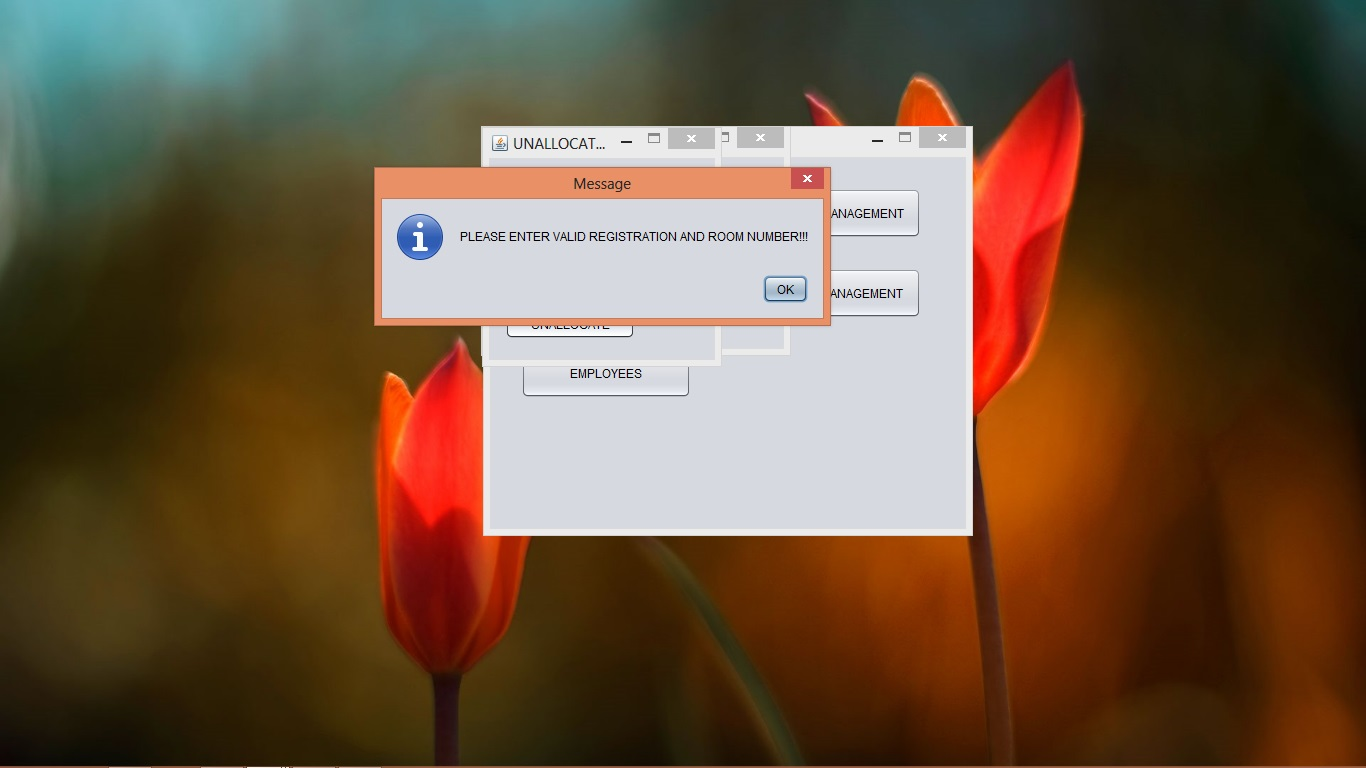 UNALLOCAT...
Message
PLEASE ENTER VALID REGISTRATION AND ROOM NUMBER!!!
OK
ANAGEMENT
ANAGEMENT
UNALLOCATE
EMPLOYEES